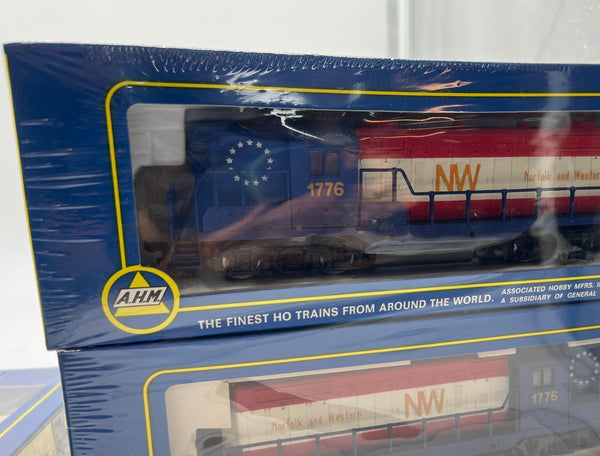 1776
NW
Norfolk and Western
A.H.M.
THE FINEST HO TRAINS FROM AROUND THE WORLD.
ASSOCIATED HOBBY MFRS.
A SUBSIDIARY OF GENERAL
Norfolk and Western
NW
1776